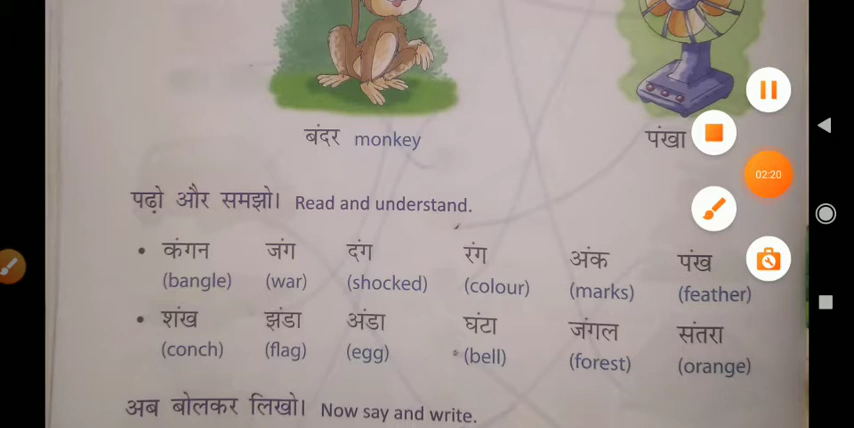 बंदर monkey पंखा
02:20
पढ़ो और समझो। Read and understand.
• कंगन जंग दंग रंग अंक पंख
(bangle) (war) (shocked) (colour) (marks) (feather)
• शंख झंडा अंडा घंटा जंगल संतरा
(conch) (flag) (egg) (bell) (forest) (orange)
अब बोलकर लिखो। Now say and write.